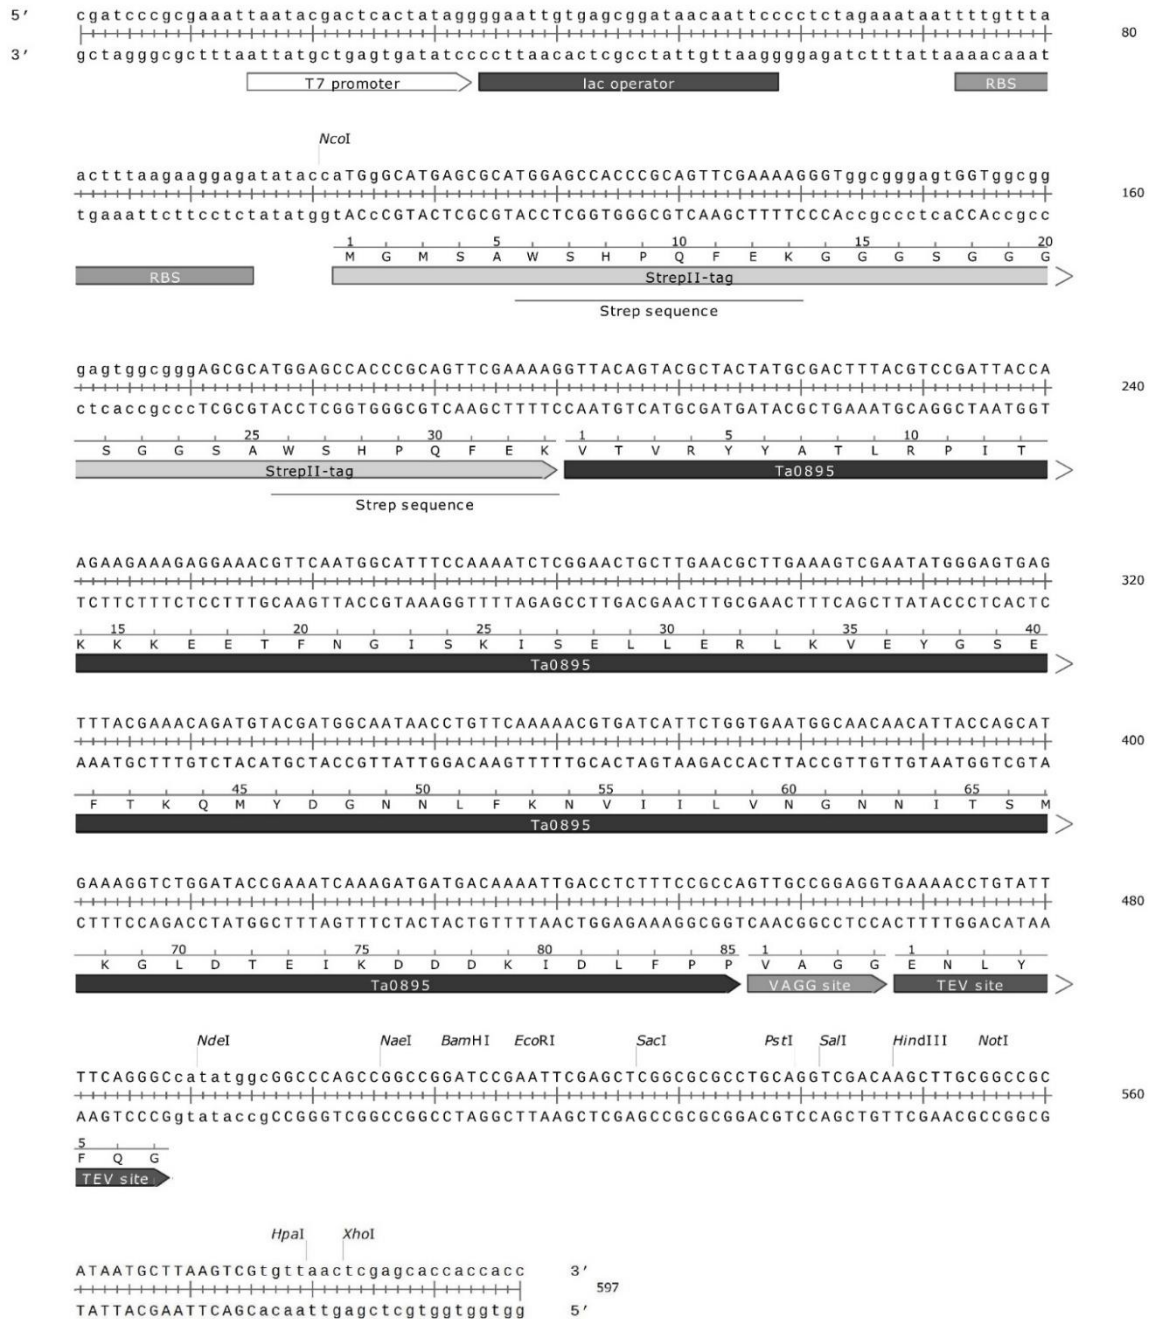 5′ cgatcccgcgaaattaatacgactcactataggggaattgtgagcggataacaattcccctctagaaataattttgttta
80
3′ gctagggcgctttaattatgctgagtgatatccccttaacactcgcctattgttaaggggagatctttattaaaacaaat
T7 promoter lac operator RBS
NcoI
actttaagaaggagatataccaTGgGCATGAGCGCATGGAGCCACCCGCAGTTCGAAAAGGGTggcgggagtGGTggcgg
160
tgaaattcttcctctatatggtACCcGTACTCGCGTACCTCGGTGGGCGTCAAGCTTTTCCCAccgccctcaCCAccgcc
1 5 10 15 20
M G M S A W S H P Q F E K G G G S G G G
RBS StrepII-tag
Strep sequence
gagtggcgggAGCGCATGGAGCCACCCGCAGTTCGAAAAGGTTACAGTACGCTACTATGCGACTTTACGTCCGATTACCA
240
ctcaccgcccTCGCGTACCTCGGTGGGCGTCAAGCTTTTCCAATGTCATGCGATGATACGCTGAAATGCAGGCTAATGGT
25 30 1 5 10
S G G S A W S H P Q F E K V T V R Y Y A T L R P I T
StrepII-tag Ta0895
Strep sequence
AGAAGAAAGAGGAAACGTTCAATGGCATTTCCAAAATCTCGGAACTGCTTGAACGCTTGAAAGTCGAATATGGGAGTGAG
320
TCTTCTTTCTCCTTTGCAAGTTACCGTAAAGGTTTTAGAGCCTTGACGAACTTGCGAACTTTCAGCTTATACCCTCACTC
15 20 25 30 35 40
K K K E E T F N G I S K I S E L L E R L K V E Y G S E
Ta0895
TTTACGAAACAGATGTACGATGGCAATAACCTGTTCAAAAACGTGATCATTCTGGTGAATGGCAACAACATTACCAGCAT
400
AAATGCTTTGTCTACATGCTACCGTTATTGGACAAGTTTTTGCACTAGTAAGACCACTTACCGTTGTTGTAATGGTCGTA
45 50 55 60 65
F T K Q M Y D G N N L F K N V I I L V N G N N I T S M
Ta0895
GAAAGGTCTGGATACCGAAATCAAAGATGATGACAAAATTGACCTCTTTCCGCCAGTTGCCGGAGGTGAAAACCTGTATT
480
CTTTCCAGACCTATGGCTTTAGTTTCTACTACTGTTTTAACTGGAGAAAGGCGGTCAACGGCCTCCACTTTTGGACATAA
70 75 80 85 1 1
K G L D T E I K D D D K I D L F P P V A G G E N L Y
Ta0895 VAGG site TEV site
NdeI NaeI BamHI EcoRI SacI PstI SalI HindIII NotI
TTCAGGGCcatatggcGGCCCAGCCGGCCGGATCCGAATTCGAGCTCGGCGCGCCTGCAGGTCGACAAGCTTGCGGCCGC
560
AAGTCCCGgtataccgCCGGGTCGGCCGGCCTAGGCTTAAGCTCGAGCCGCGCGGACGTCCAGCTGTTCGAACGCCGGCG
5
F Q G
TEV site
HpaI XhoI
ATAATGCTTAAGTCGtgttaactcgagcaccaccacc 3′
597
TATTACGAATTCAGCacaattgagctcgtggtggtgg 5′